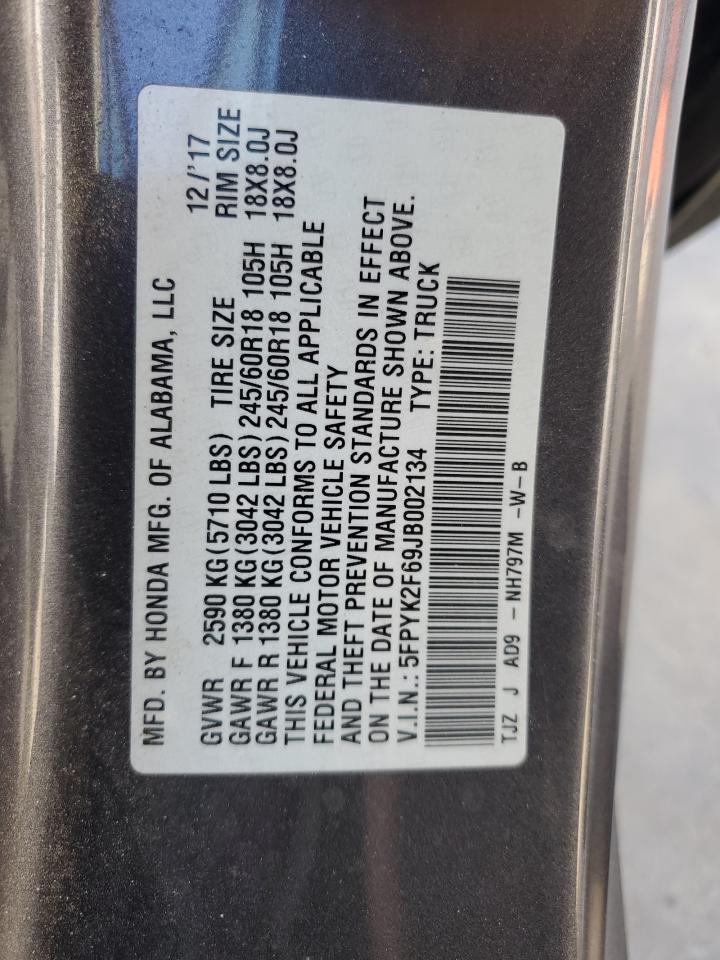 MFD. BY HONDA MFG. OF ALABAMA, LLC 12/'17
GVWR 2590 KG(5710 LBS) TIRE SIZE RIM SIZE
GAWR F 1380 KG(3042 LBS) 245/60R18 105H 18X8.0J
GAWR R 1380 KG(3042 LBS) 245/60R18 105H 18X8.0J
THIS VEHICLE CONFORMS TO ALL APPLICABLE
FEDERAL MOTOR VEHICLE SAFETY
AND THEFT PREVENTION STANDARDS IN EFFECT
ON THE DATE OF MANUFACTURE SHOWN ABOVE.
V.I.N.: 5FPYK2F69JB002134 TYPE: TRUCK
TJZ J AD9 - NH797M -W-B